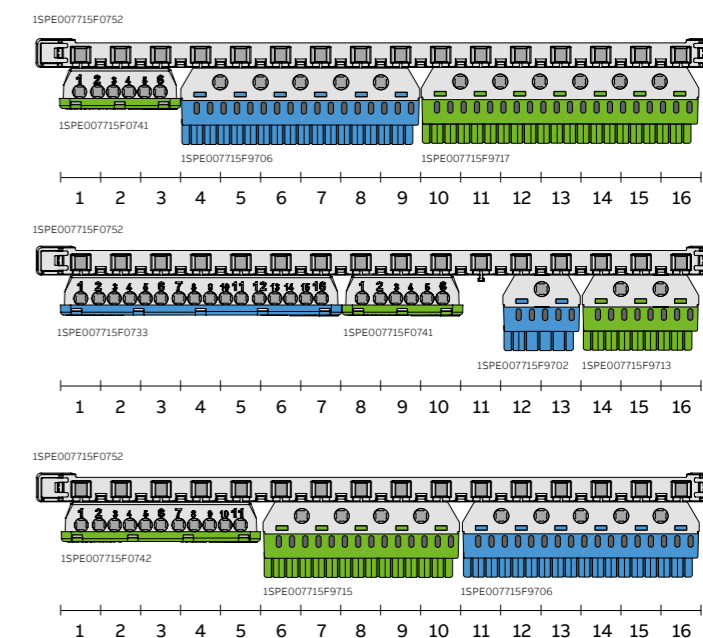 1SPE007715F0752
1 2 3 4 5 6
1SPE007715F0741
1SPE007715F9706 1SPE007715F9717
1 2 3 4 5 6 7 8 9 10 11 12 13 14 15 16
1SPE007715F0752
1 2 3 4 5 6 7 8 9 10 11 12 13 14 15 16 1 2 3 4 5 6
1SPE007715F0733 1SPE007715F0741
1SPE007715F9702 1SPE007715F9713
1 2 3 4 5 6 7 8 9 10 11 12 13 14 15 16
1SPE007715F0752
1 2 3 4 5 6 7 8 9 10 11
1SPE007715F0742
1SPE007715F9715 1SPE007715F9706
1 2 3 4 5 6 7 8 9 10 11 12 13 14 15 16